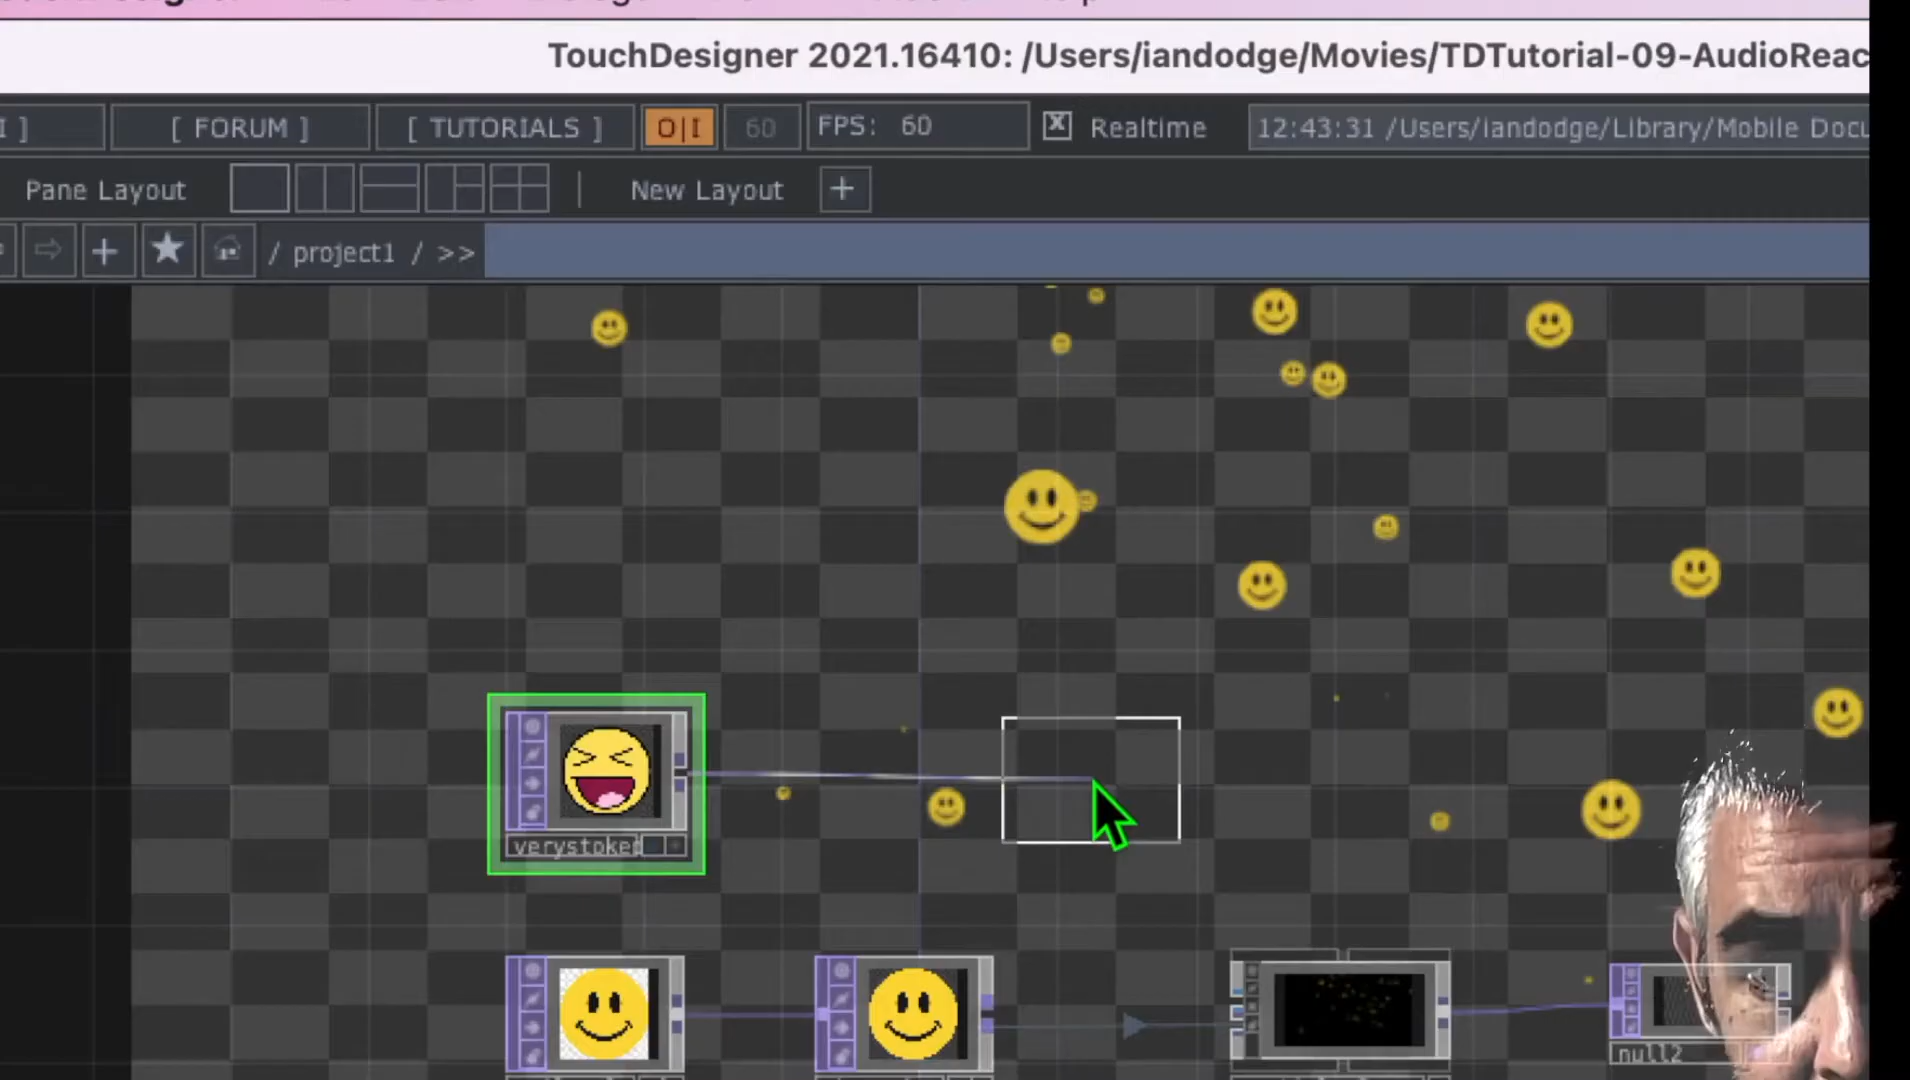 TouchDesigner 2021.16410: /Users/iandodge/Movies/TDTutorial-09-AudioReac
I ] [ FORUM ] [ TUTORIALS ] O|I 60 FPS: 60 X Realtime 12:43:31 /Users/iandodge/Library/Mobile Docu
Pane Layout | New Layout +
+ / project1 / >>
verystoked
null2